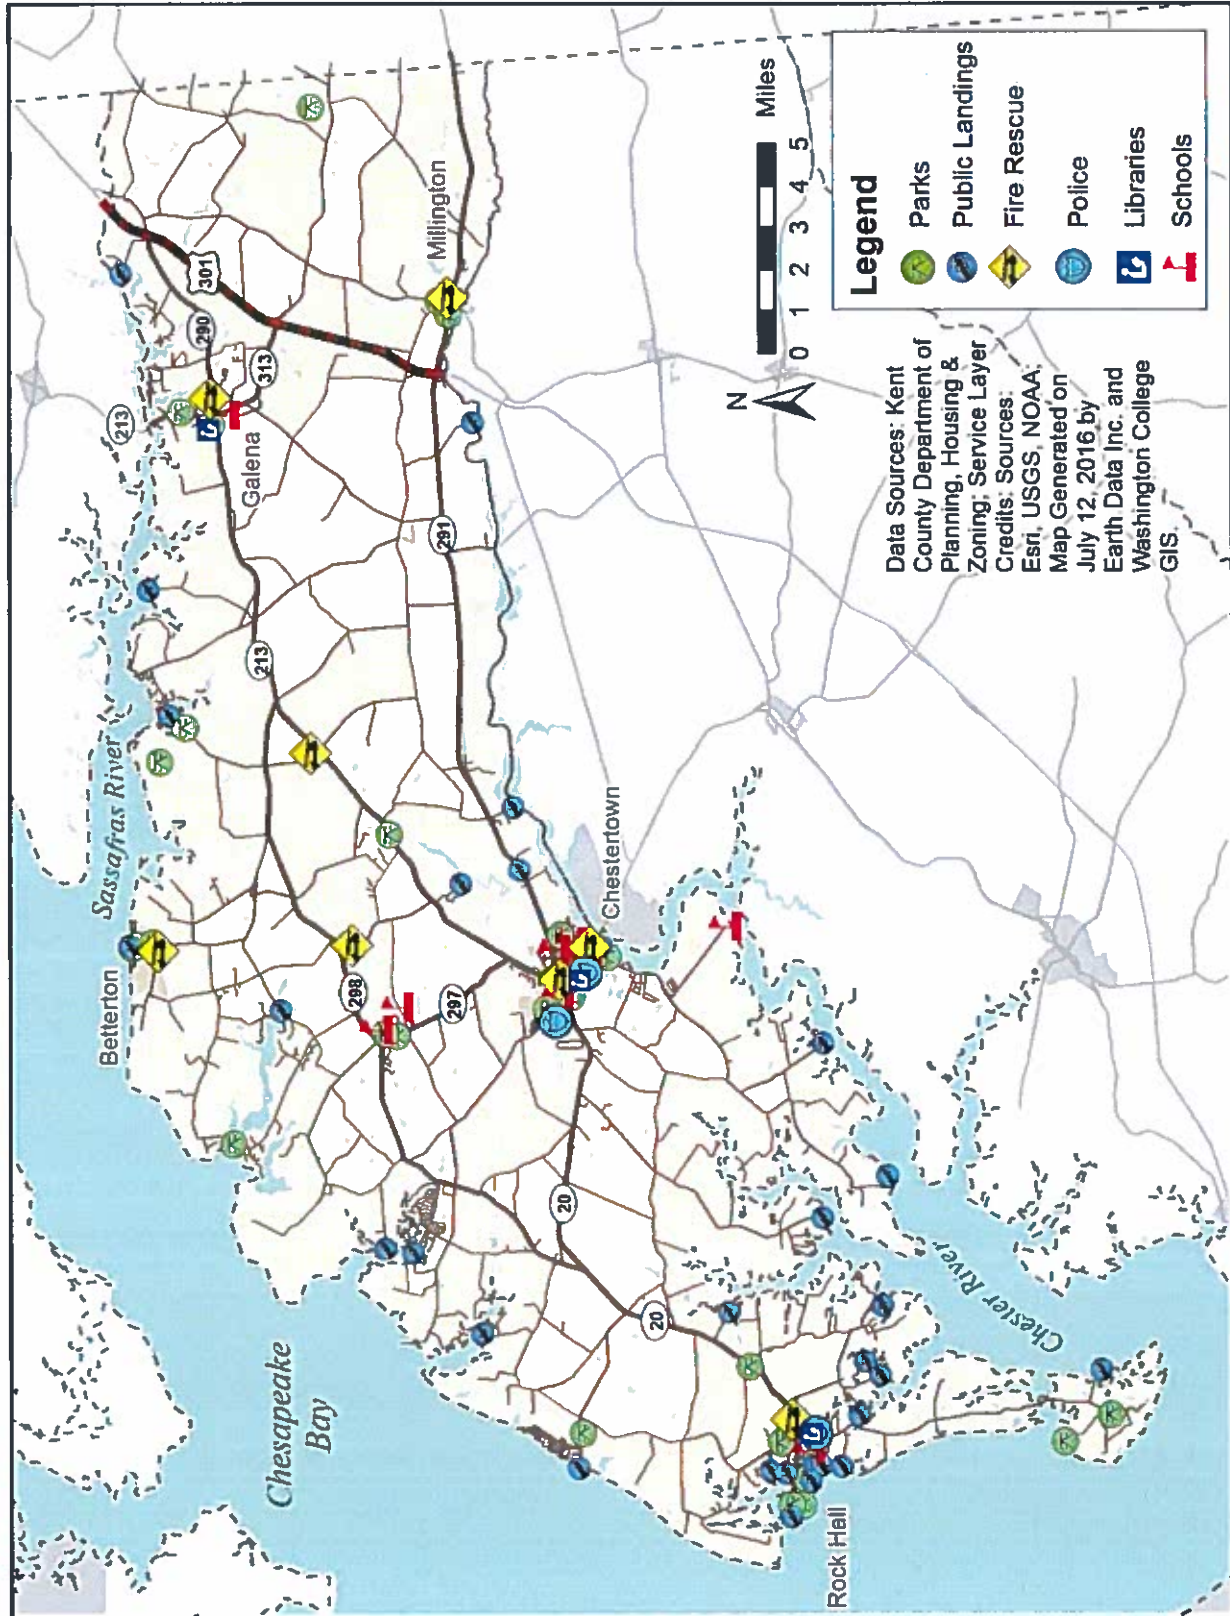 Chesapeake
Bay
Sassafras River
Chester River
Betterton
Galena
Millington
Chestertown
Rock Hall
213
290
301
313
213
291
298
297
20
20
N
0 1 2 3 4 5
Miles
Legend
Parks
Public Landings
Fire Rescue
Police
Libraries
Schools
Data Sources: Kent
County Department of
Planning, Housing &
Zoning; Service Layer
Credits: Sources:
Esri, USGS, NOAA;
Map Generated on
July 12, 2016 by
Earth Data Inc. and
Washington College
GIS.